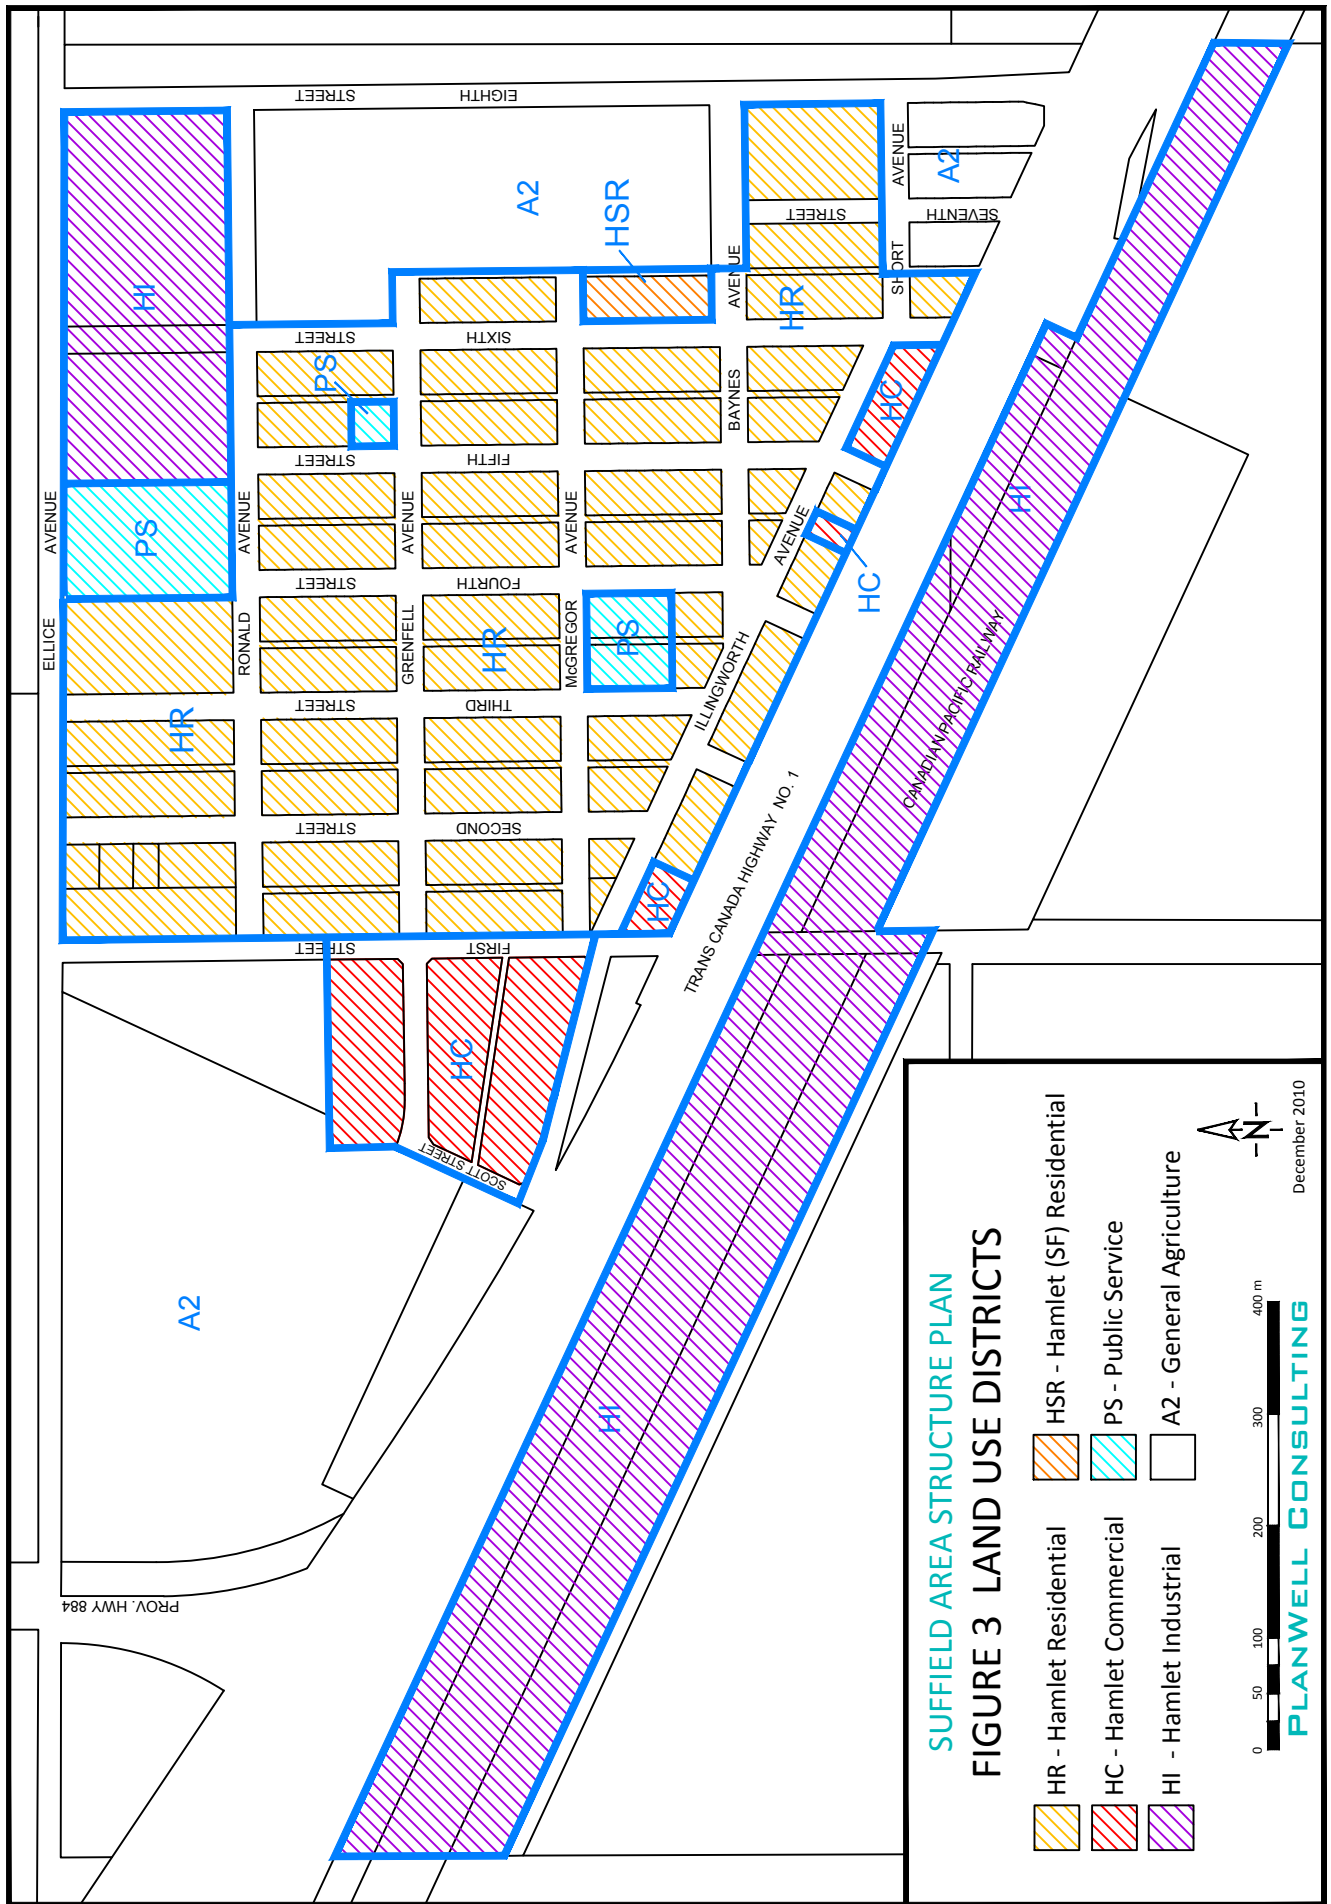 ELLICE
AVENUE
RONALD
AVENUE
GRENFELL
AVENUE
McGREGOR
AVENUE
BAYNES
AVENUE
ILLINGWORTH
AVENUE
SHORT
AVENUE
FIRST
STREET
SECOND
STREET
THIRD
STREET
FOURTH
STREET
FIFTH
STREET
SIXTH
STREET
SEVENTH
STREET
EIGHTH
STREET
SCOTT STREET
PROV. HWY 884
TRANS CANADA HIGHWAY NO. 1
CANADIAN PACIFIC RAILWAY
A2
HR
PS
HI
HC
HR
PS
PS
HSR
A2
HC
HC
HC
HR
A2
HI
HI
SUFFIELD AREA STRUCTURE PLAN
FIGURE 3 LAND USE DISTRICTS
HR - Hamlet Residential
HSR - Hamlet (SF) Residential
HC - Hamlet Commercial
PS - Public Service
HI - Hamlet Industrial
A2 - General Agriculture
N
0 50 100 200 300 400 m
PLANWELL CONSULTING
December 2010